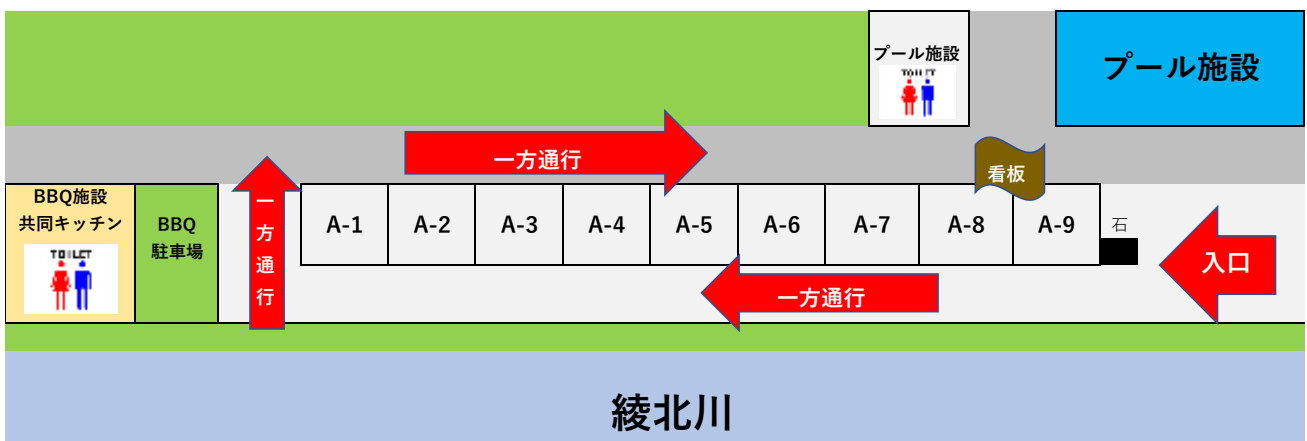 プール施設
TOILET
プール施設
一方通行
看板
BBQ施設
共同キッチン
TOILET
BBQ
駐車場
一方通行
A-1
A-2
A-3
A-4
A-5
A-6
A-7
A-8
A-9
石
入口
一方通行
綾北川